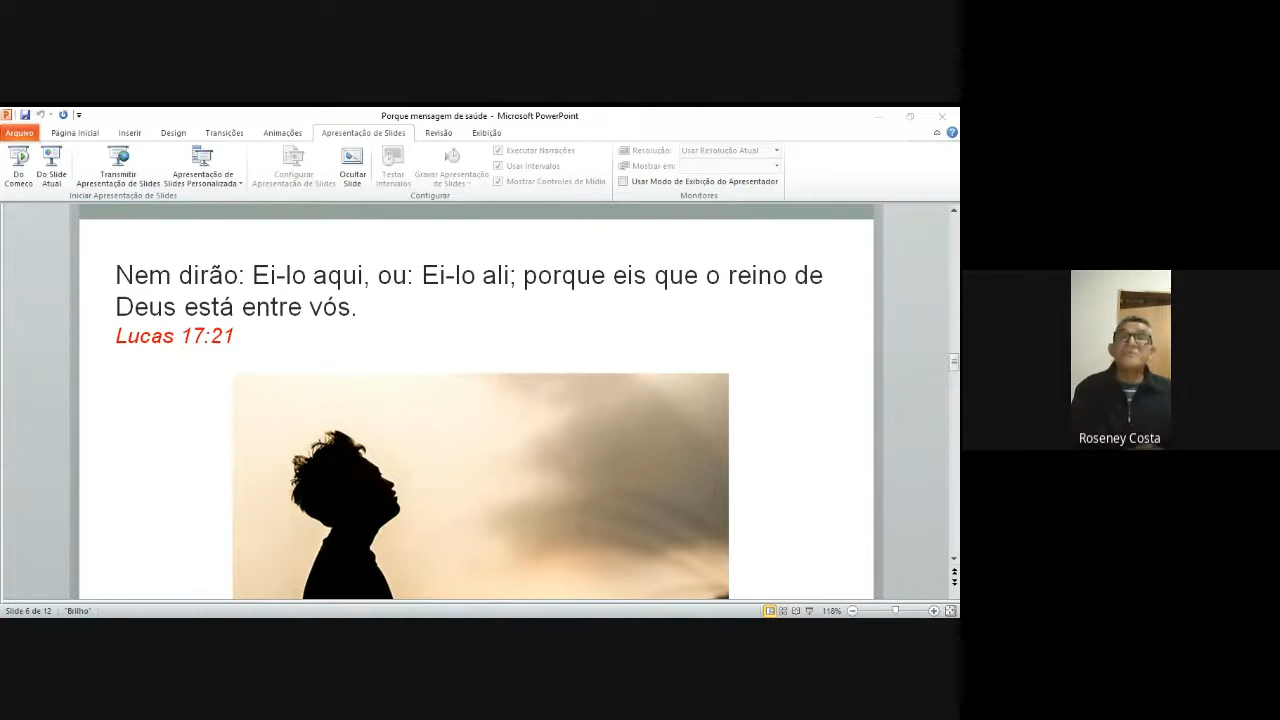 Porque mensagem de saúde - Microsoft PowerPoint
Arquivo Página Inicial Inserir Design Transições Animações Apresentação de Slides Revisão Exibição
Do Começo
Do Slide Atual
Transmitir Apresentação de Slides
Apresentação de Slides Personalizada
Iniciar Apresentação de Slides
Configurar Apresentação de Slides
Ocultar Slide
Testar Intervalos
Gravar Apresentação de Slides
Executar Narrações
Usar Intervalos
Mostrar Controles de Mídia
Configurar
Resolução: Usar Resolução Atual
Mostrar em:
Usar Modo de Exibição do Apresentador
Monitores
Nem dirão: Ei-lo aqui, ou: Ei-lo ali; porque eis que o reino de
Deus está entre vós.
Lucas 17:21
Roseney Costa
Slide 6 de 12 "Brilho" 118%